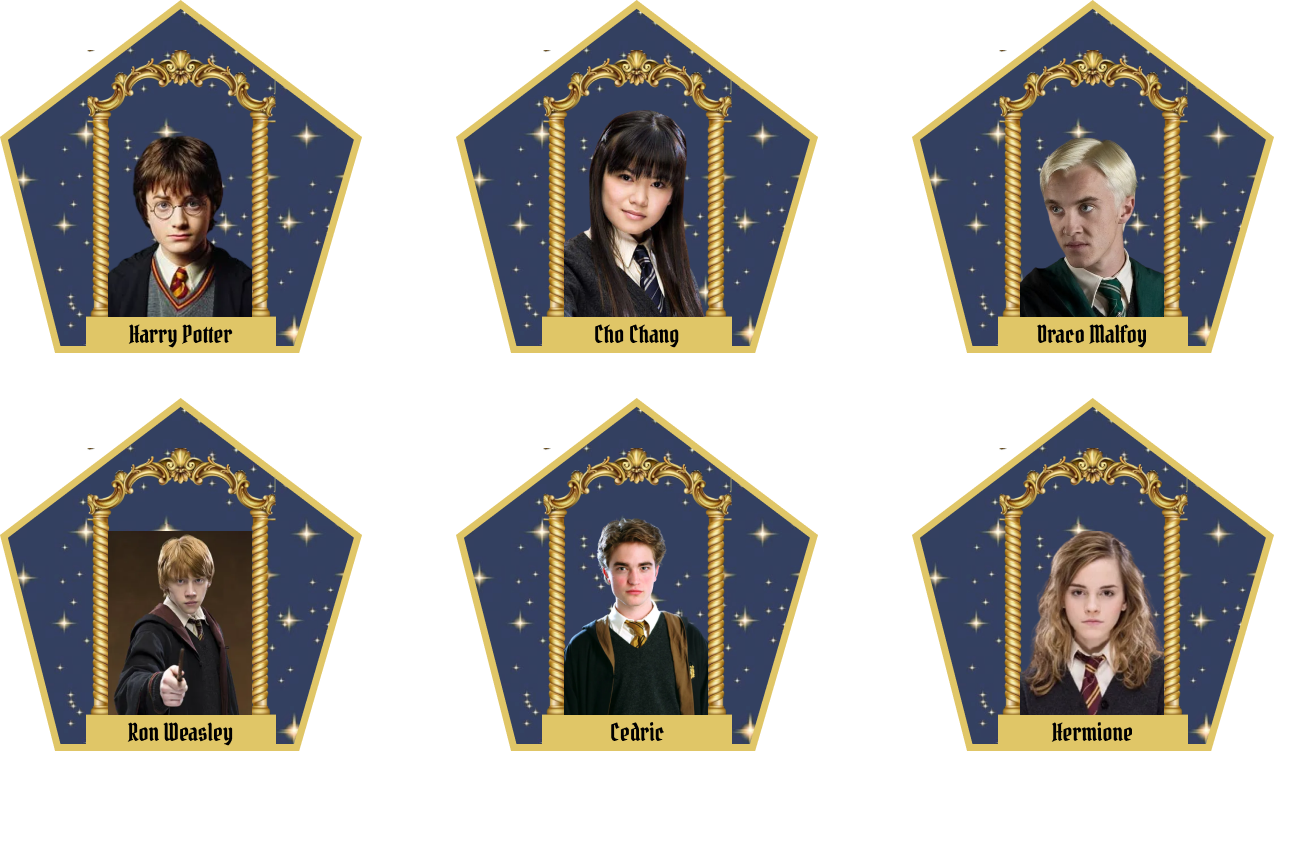 Harry Potter
Cho Chang
Draco Malfoy
Ron Weasley
Cedric
Hermione